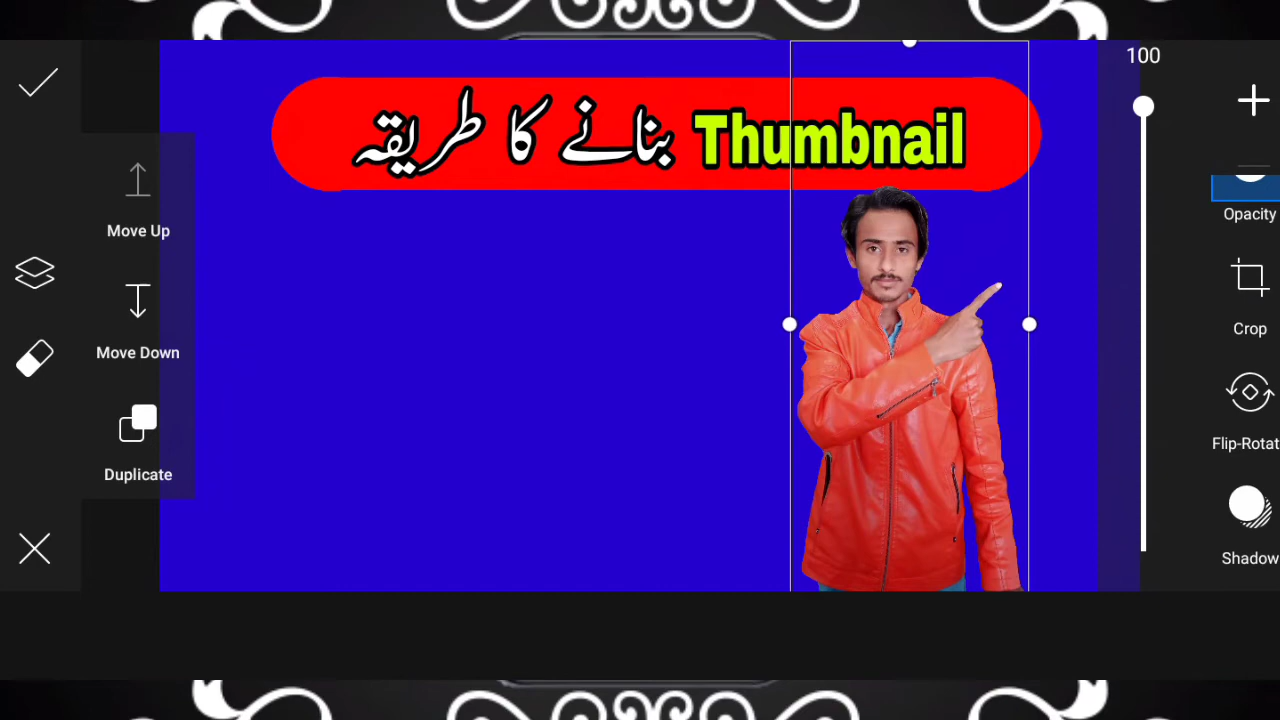 100
Thumbnail بنانے کا طریقہ
Move Up
Opacity
Crop
Move Down
Flip-Rotat
Duplicate
Shadow